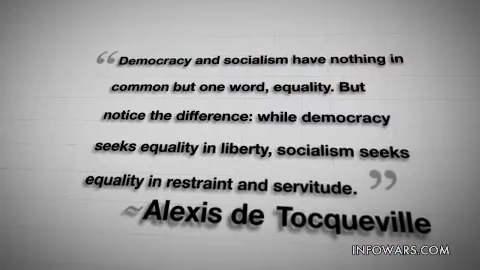 “Democracy and socialism have nothing in
common but one word, equality. But
notice the difference: while democracy
seeks equality in liberty, socialism seeks
equality in restraint and servitude.”
~Alexis de Tocqueville
INFOWARS.COM